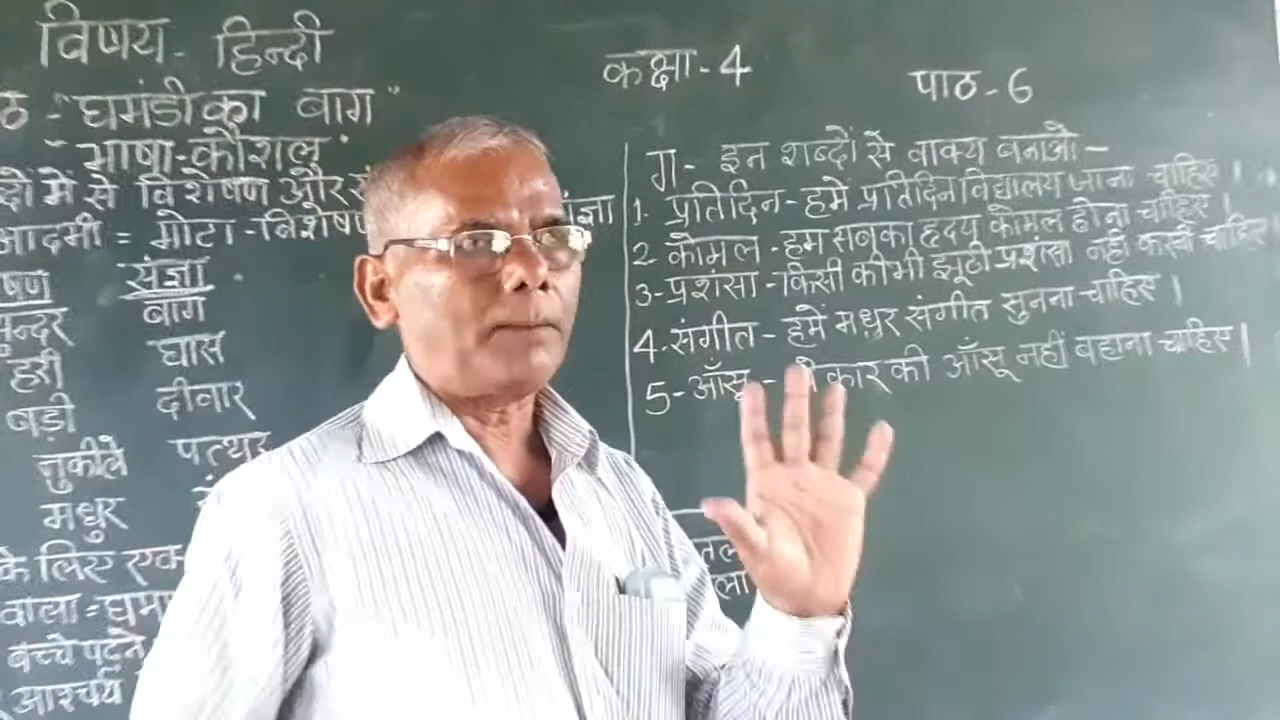 विषय - हिन्दी
कक्षा - 4
पाठ - 6
ठ - "घमंडी का बाग"
"भाषा-कौशल"
दों में से विशेषण और सं
आदमी = मोटा - विशेषण
संज्ञा
षण संज्ञा
सुन्दर बाग
हरी घास
बड़ी दीवार
नुकीले पत्थर
मधुर
के लिए एक
वाला = घमं
बच्चे पढ़ने
आश्चर्य
ग - इन शब्दों से वाक्य बनाओ -
1. प्रतिदिन - हमें प्रतिदिन विद्यालय जाना चाहिए ।
2 कोमल - हम सबका हृदय कोमल होना चाहिए ।
3 - प्रशंसा - किसी की भी झूठी प्रशंसा नहीं करनी चाहिए
4. संगीत - हमें मधुर संगीत सुनना चाहिए ।
5 - आँसू - की आँसू नहीं बहाना चाहिए ।
तल
ला